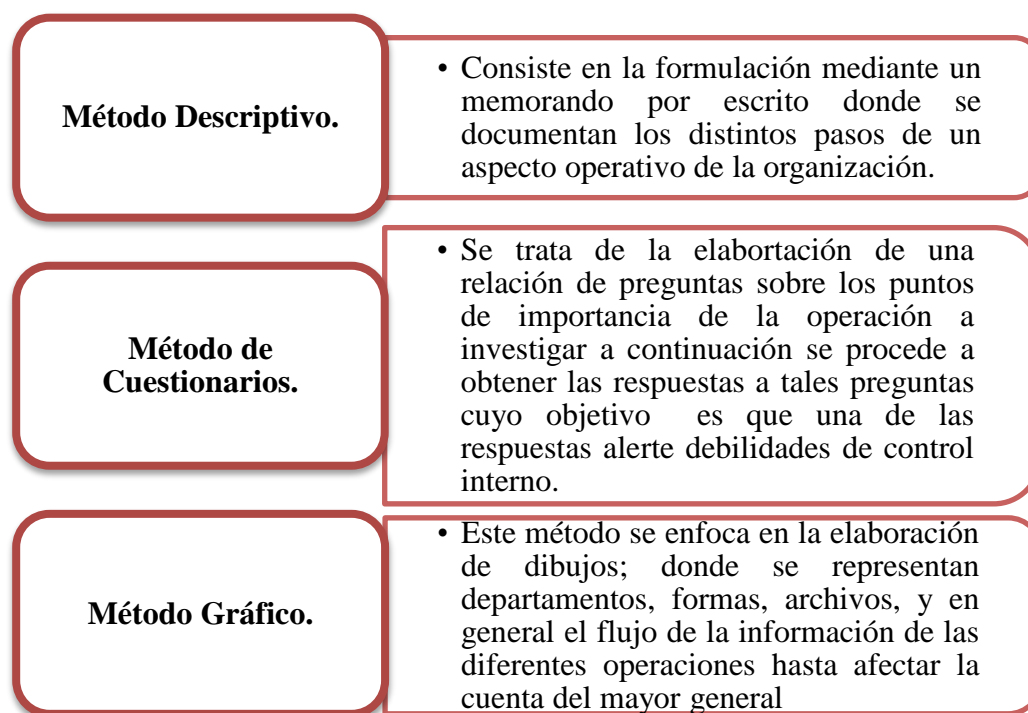 Método Descriptivo.
• Consiste en la formulación mediante un
memorando por escrito donde se
documentan los distintos pasos de un
aspecto operativo de la organización.
Método de
Cuestionarios.
• Se trata de la elabortación de una
relación de preguntas sobre los puntos
de importancia de la operación a
investigar a continuación se procede a
obtener las respuestas a tales preguntas
cuyo objetivo es que una de las
respuestas alerte debilidades de control
interno.
Método Gráfico.
• Este método se enfoca en la elaboración
de dibujos; donde se representan
departamentos, formas, archivos, y en
general el flujo de la información de las
diferentes operaciones hasta afectar la
cuenta del mayor general